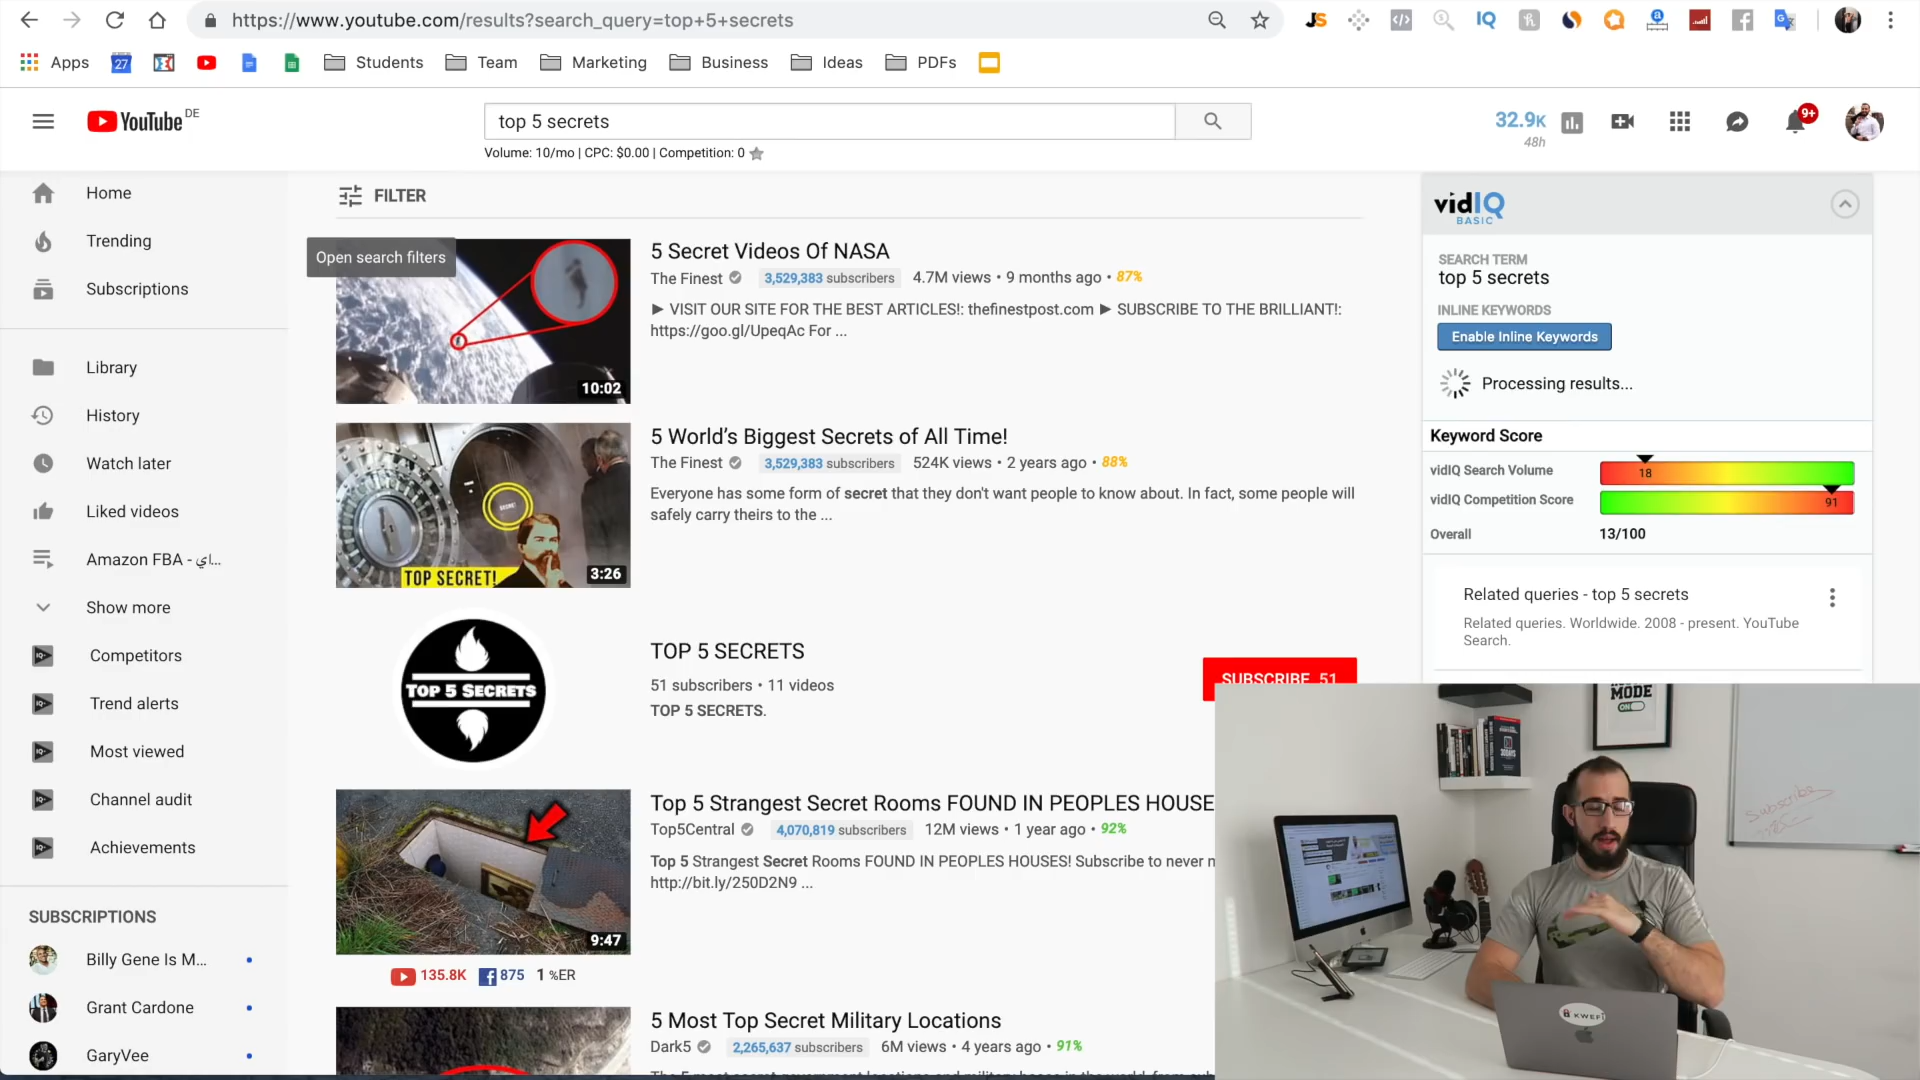 https://www.youtube.com/results?search_query=top+5+secrets
Apps
27
Students
Team
Marketing
Business
Ideas
PDFs
YouTube DE
top 5 secrets
Volume: 10/mo | CPC: $0.00 | Competition: 0
32.9K
48h
9+
Home
Trending
Subscriptions
Library
History
Watch later
Liked videos
Amazon FBA - اي...
Show more
Competitors
Trend alerts
Most viewed
Channel audit
Achievements
SUBSCRIPTIONS
Billy Gene Is M...
Grant Cardone
GaryVee
FILTER
Open search filters
10:02
5 Secret Videos Of NASA
The Finest 3,529,383 subscribers 4.7M views • 9 months ago • 87%
► VISIT OUR SITE FOR THE BEST ARTICLES!: thefinestpost.com ► SUBSCRIBE TO THE BRILLIANT!:
https://goo.gl/UpeqAc For ...
SECRET
TOP SECRET!
3:26
5 World’s Biggest Secrets of All Time!
The Finest 3,529,383 subscribers 524K views • 2 years ago • 88%
Everyone has some form of secret that they don't want people to know about. In fact, some people will
safely carry theirs to the ...
TOP 5 SECRETS
TOP 5 SECRETS
51 subscribers • 11 videos
TOP 5 SECRETS.
SUBSCRIBE 51
9:47
135.8K 875 1 %ER
Top 5 Strangest Secret Rooms FOUND IN PEOPLES HOUSE
Top5Central 4,070,819 subscribers 12M views • 1 year ago • 92%
Top 5 Strangest Secret Rooms FOUND IN PEOPLES HOUSES! Subscribe to never
http://bit.ly/250D2N9 ...
5 Most Top Secret Military Locations
Dark5 2,265,637 subscribers 6M views • 4 years ago • 91%
vidIQ
BASIC
SEARCH TERM
top 5 secrets
INLINE KEYWORDS
Enable Inline Keywords
Processing results...
Keyword Score
vidIQ Search Volume 18
vidIQ Competition Score 91
Overall 13/100
Related queries - top 5 secrets
Related queries. Worldwide. 2008 - present. YouTube
Search.
MODE
ON
Subscribe
KWEFI